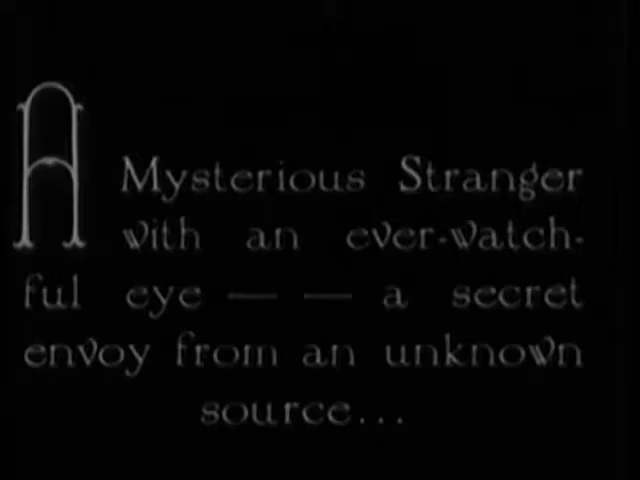 A Mysterious Stranger
with an ever-watch-
ful eye — — a secret
envoy from an unknown
source...